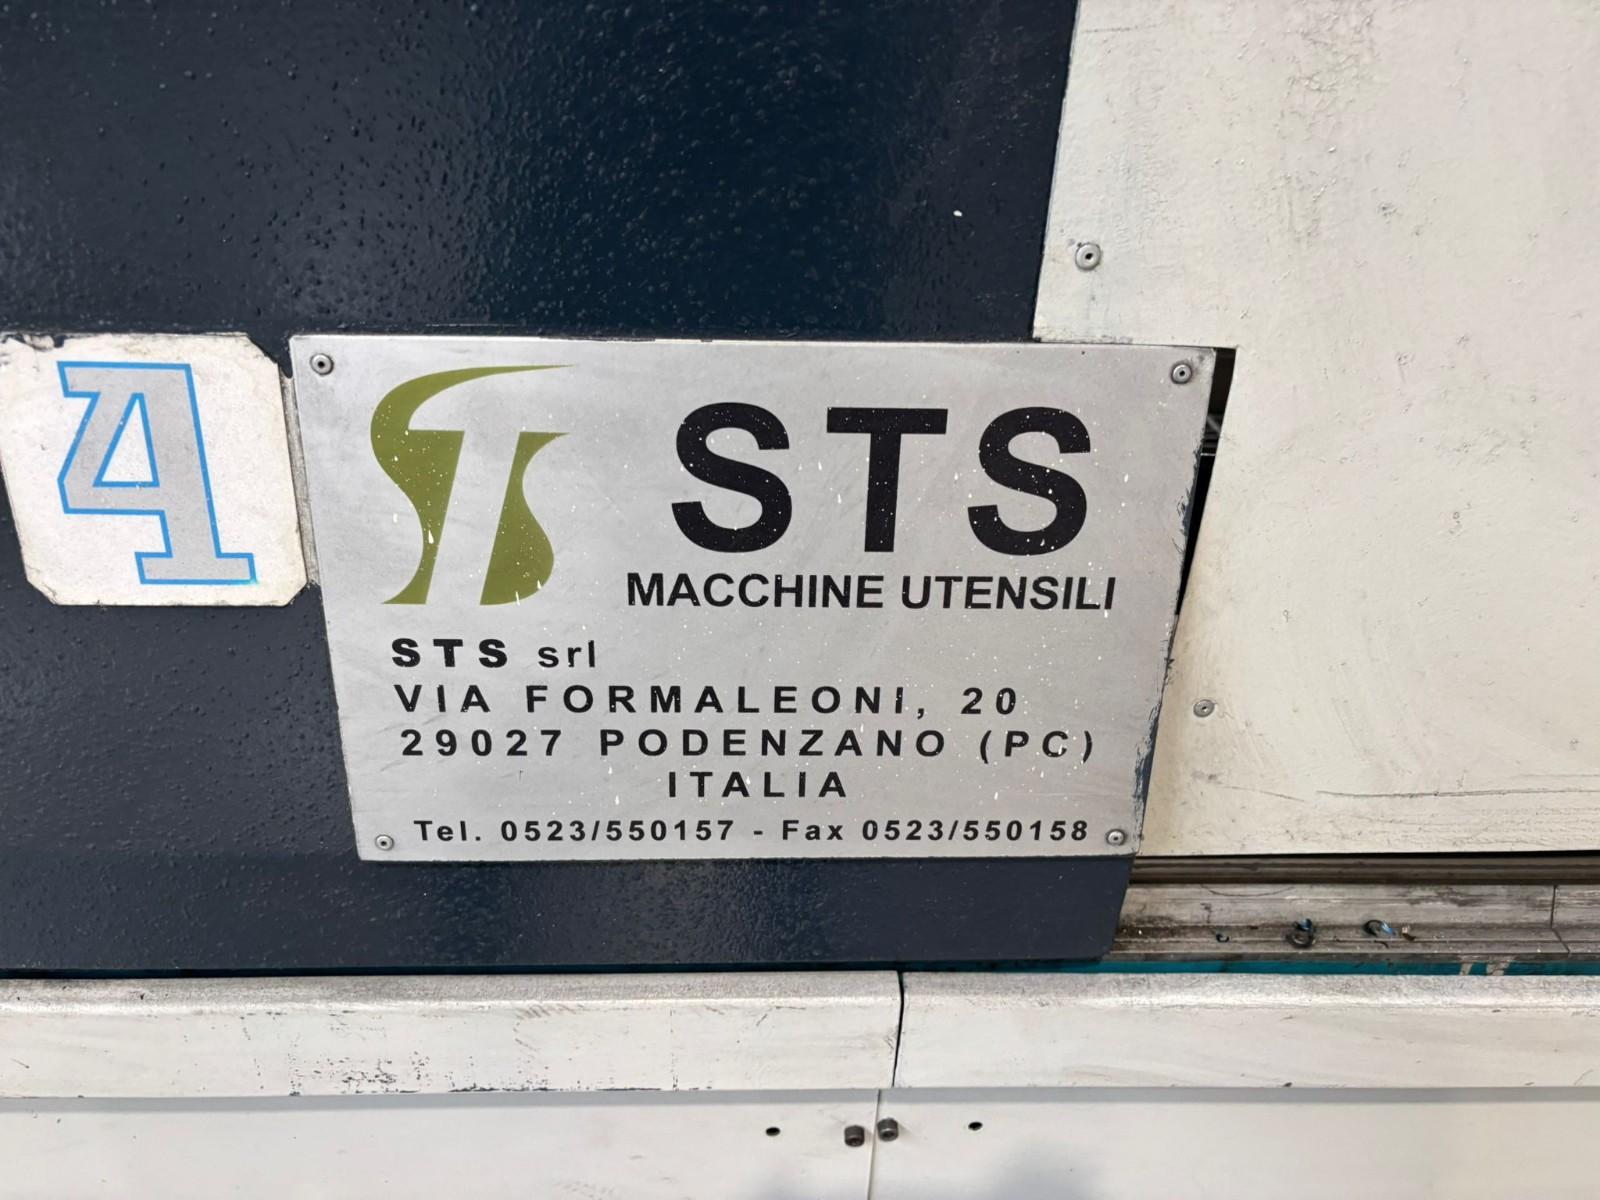 4
STS
MACCHINE UTENSILI
STS srl
VIA FORMALEONI, 20
29027 PODENZANO (PC)
ITALIA
Tel. 0523/550157 - Fax 0523/550158